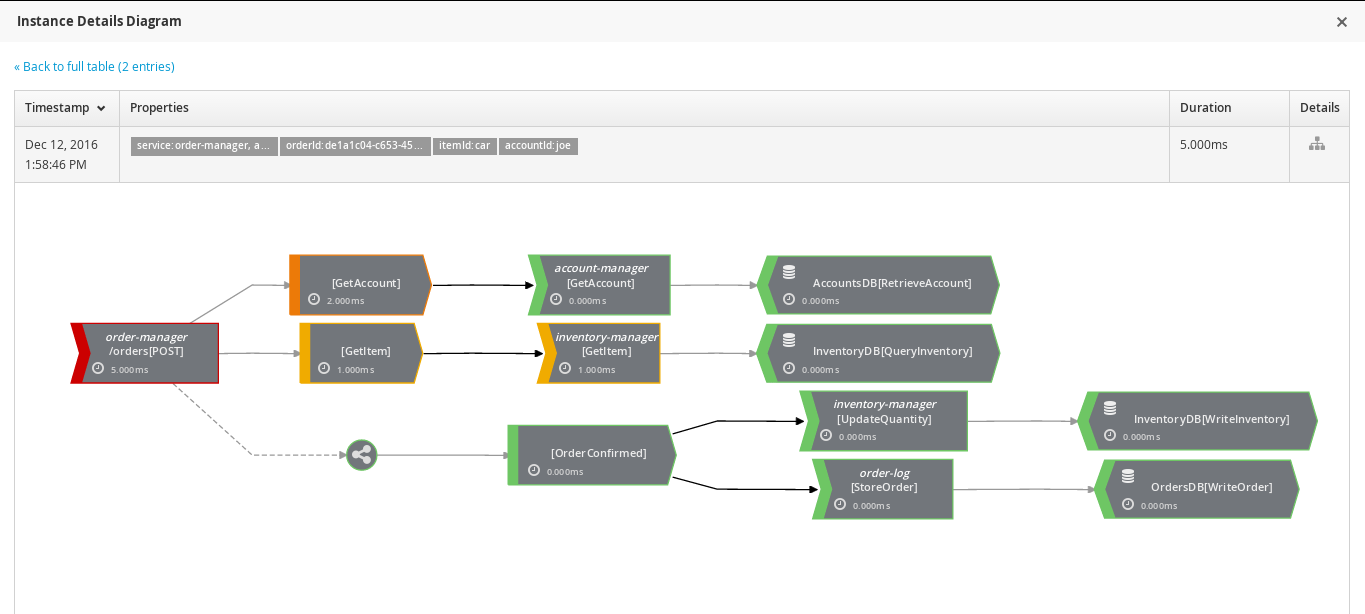 Instance Details Diagram
« Back to full table (2 entries)
Timestamp Properties Duration Details
Dec 12, 2016
1:58:46 PM
service: order-manager, a... orderId: de1a1c04-c653-45... itemId: car accountId: joe
5.000ms
[GetAccount]
2.000ms
account-manager
[GetAccount]
0.000ms
AccountsDB[RetrieveAccount]
0.000ms
order-manager
/orders[POST]
5.000ms
[GetItem]
1.000ms
inventory-manager
[GetItem]
1.000ms
InventoryDB[QueryInventory]
0.000ms
[OrderConfirmed]
0.000ms
inventory-manager
[UpdateQuantity]
0.000ms
InventoryDB[WriteInventory]
0.000ms
order-log
[StoreOrder]
0.000ms
OrdersDB[WriteOrder]
0.000ms